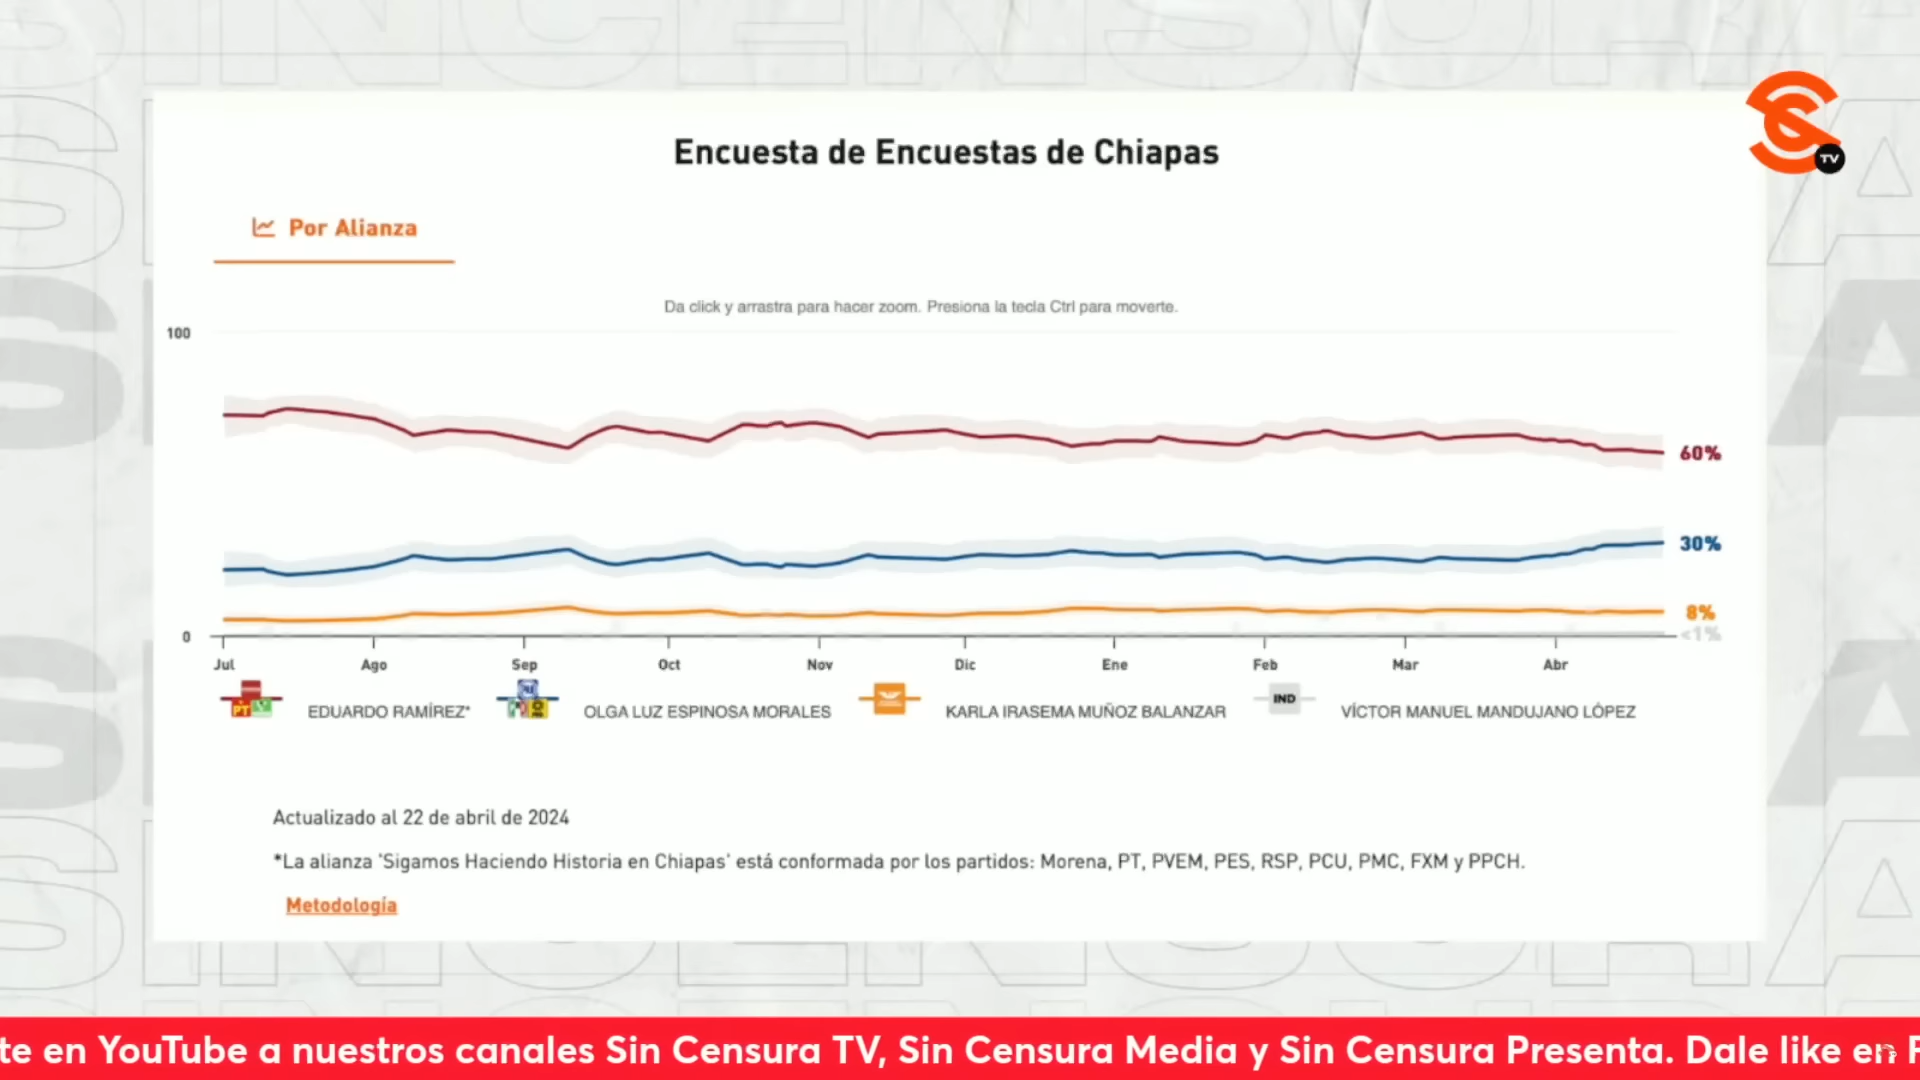 Encuesta de Encuestas de Chiapas
TV
Por Alianza
Da click y arrastra para hacer zoom. Presiona la tecla Ctrl para moverte.
100
60%
30%
8%
<1%
0
Jul Ago Sep Oct Nov Dic Ene Feb Mar Abr
PT EDUARDO RAMÍREZ* OLGA LUZ ESPINOSA MORALES KARLA IRASEMA MUÑOZ BALANZAR IND VÍCTOR MANUEL MANDUJANO LÓPEZ
Actualizado al 22 de abril de 2024
*La alianza 'Sigamos Haciendo Historia en Chiapas' está conformada por los partidos: Morena, PT, PVEM, PES, RSP, PCU, PMC, FXM y PPCH.
Metodología
te en YouTube a nuestros canales Sin Censura TV, Sin Censura Media y Sin Censura Presenta. Dale like en